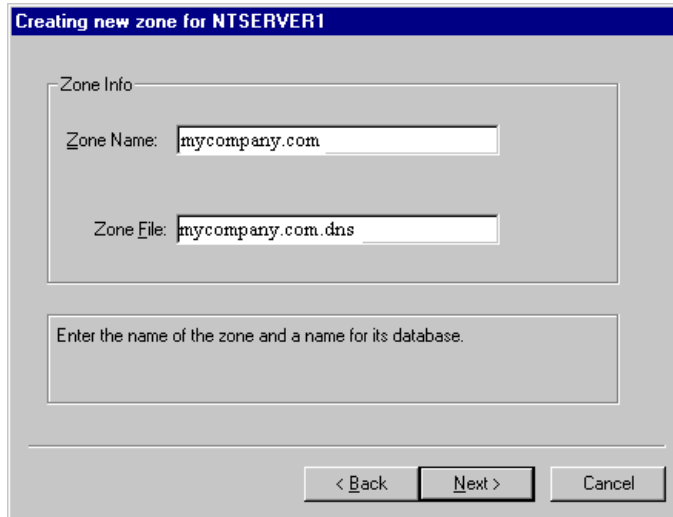 Creating new zone for NTSERVER1
Zone Info
Zone Name: mycompany.com
Zone File: mycompany.com.dns
Enter the name of the zone and a name for its database.
< Back Next > Cancel